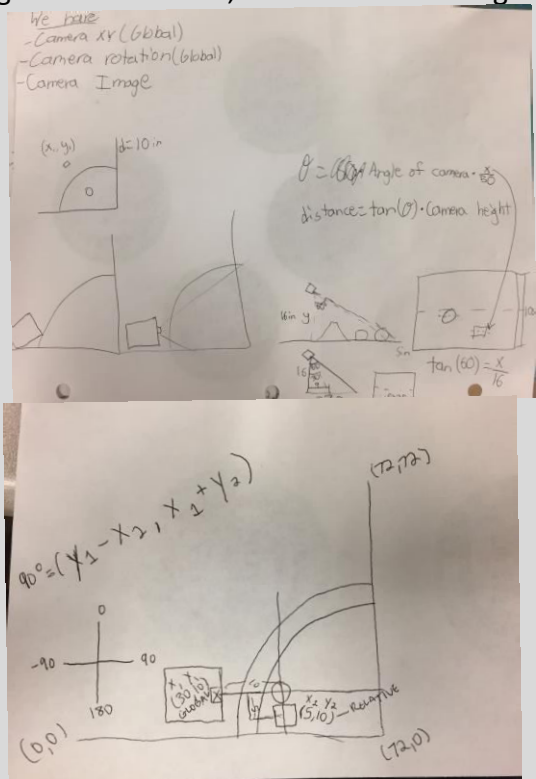 We have
-Camera XY (Global)
-Camera rotation (Global)
-Camera Image
(x,, y,)
d=10 in
θ = Angle of camera ·
distance = tan(θ) · Camera height
16in y
5in
16
tan(60) = x/16
90° = (Y1 - X2, X1 + Y2)
(72,72)
0
-90
90
180
(30,10)
GLOBAL
10
X2 Y2
(5,10) - RELATIVE
(0,0)
(72,0)